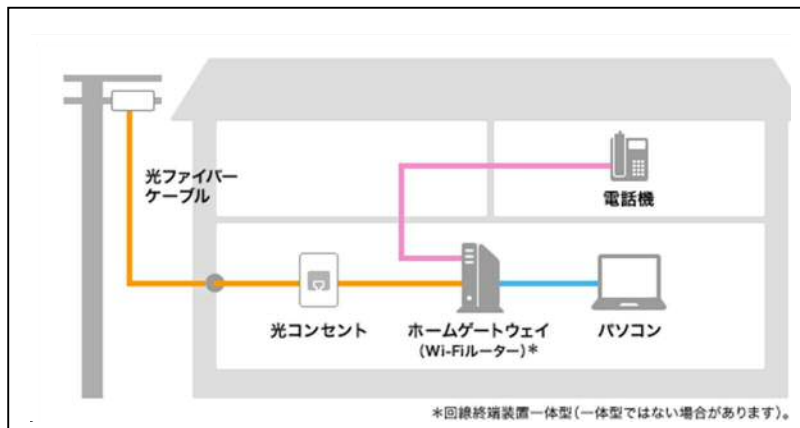 光ファイバー
ケーブル
電話機
光コンセント
ホームゲートウェイ
(Wi-Fiルーター)*
パソコン
*回線終端装置一体型(一体型ではない場合があります)。